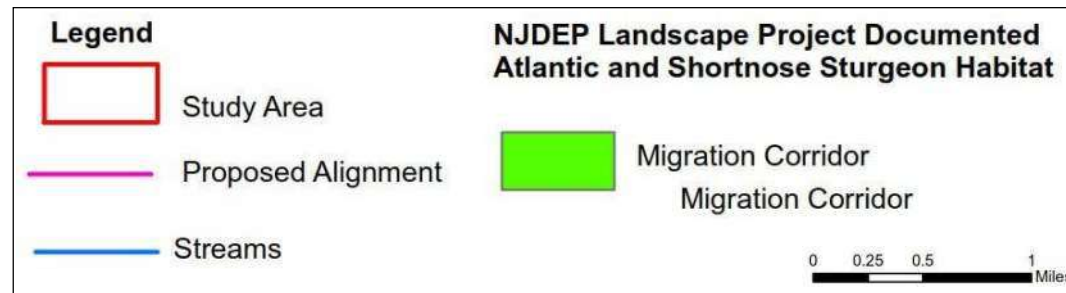 Legend
Study Area
Proposed Alignment
Streams
NJDEP Landscape Project Documented
Atlantic and Shortnose Sturgeon Habitat
Migration Corridor
Migration Corridor
0 0.25 0.5 1
Miles